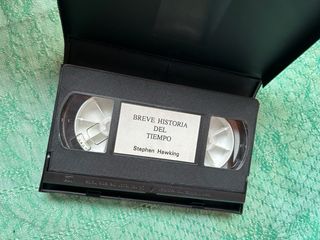 BREVE HISTORIA
DEL
TIEMPO
Stephen Hawking